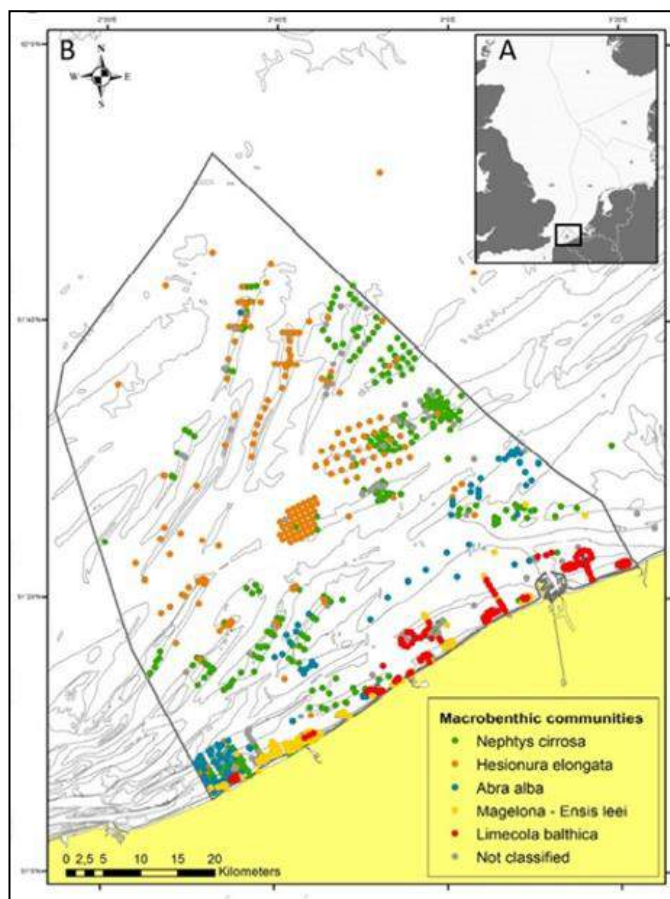 B
A
N
W E
S
Macrobenthic communities
Nephtys cirrosa
Hesionura elongata
Abra alba
Magelona - Ensis leei
Limecola balthica
Not classified
0 2,5 5 10 15 20
Kilometers